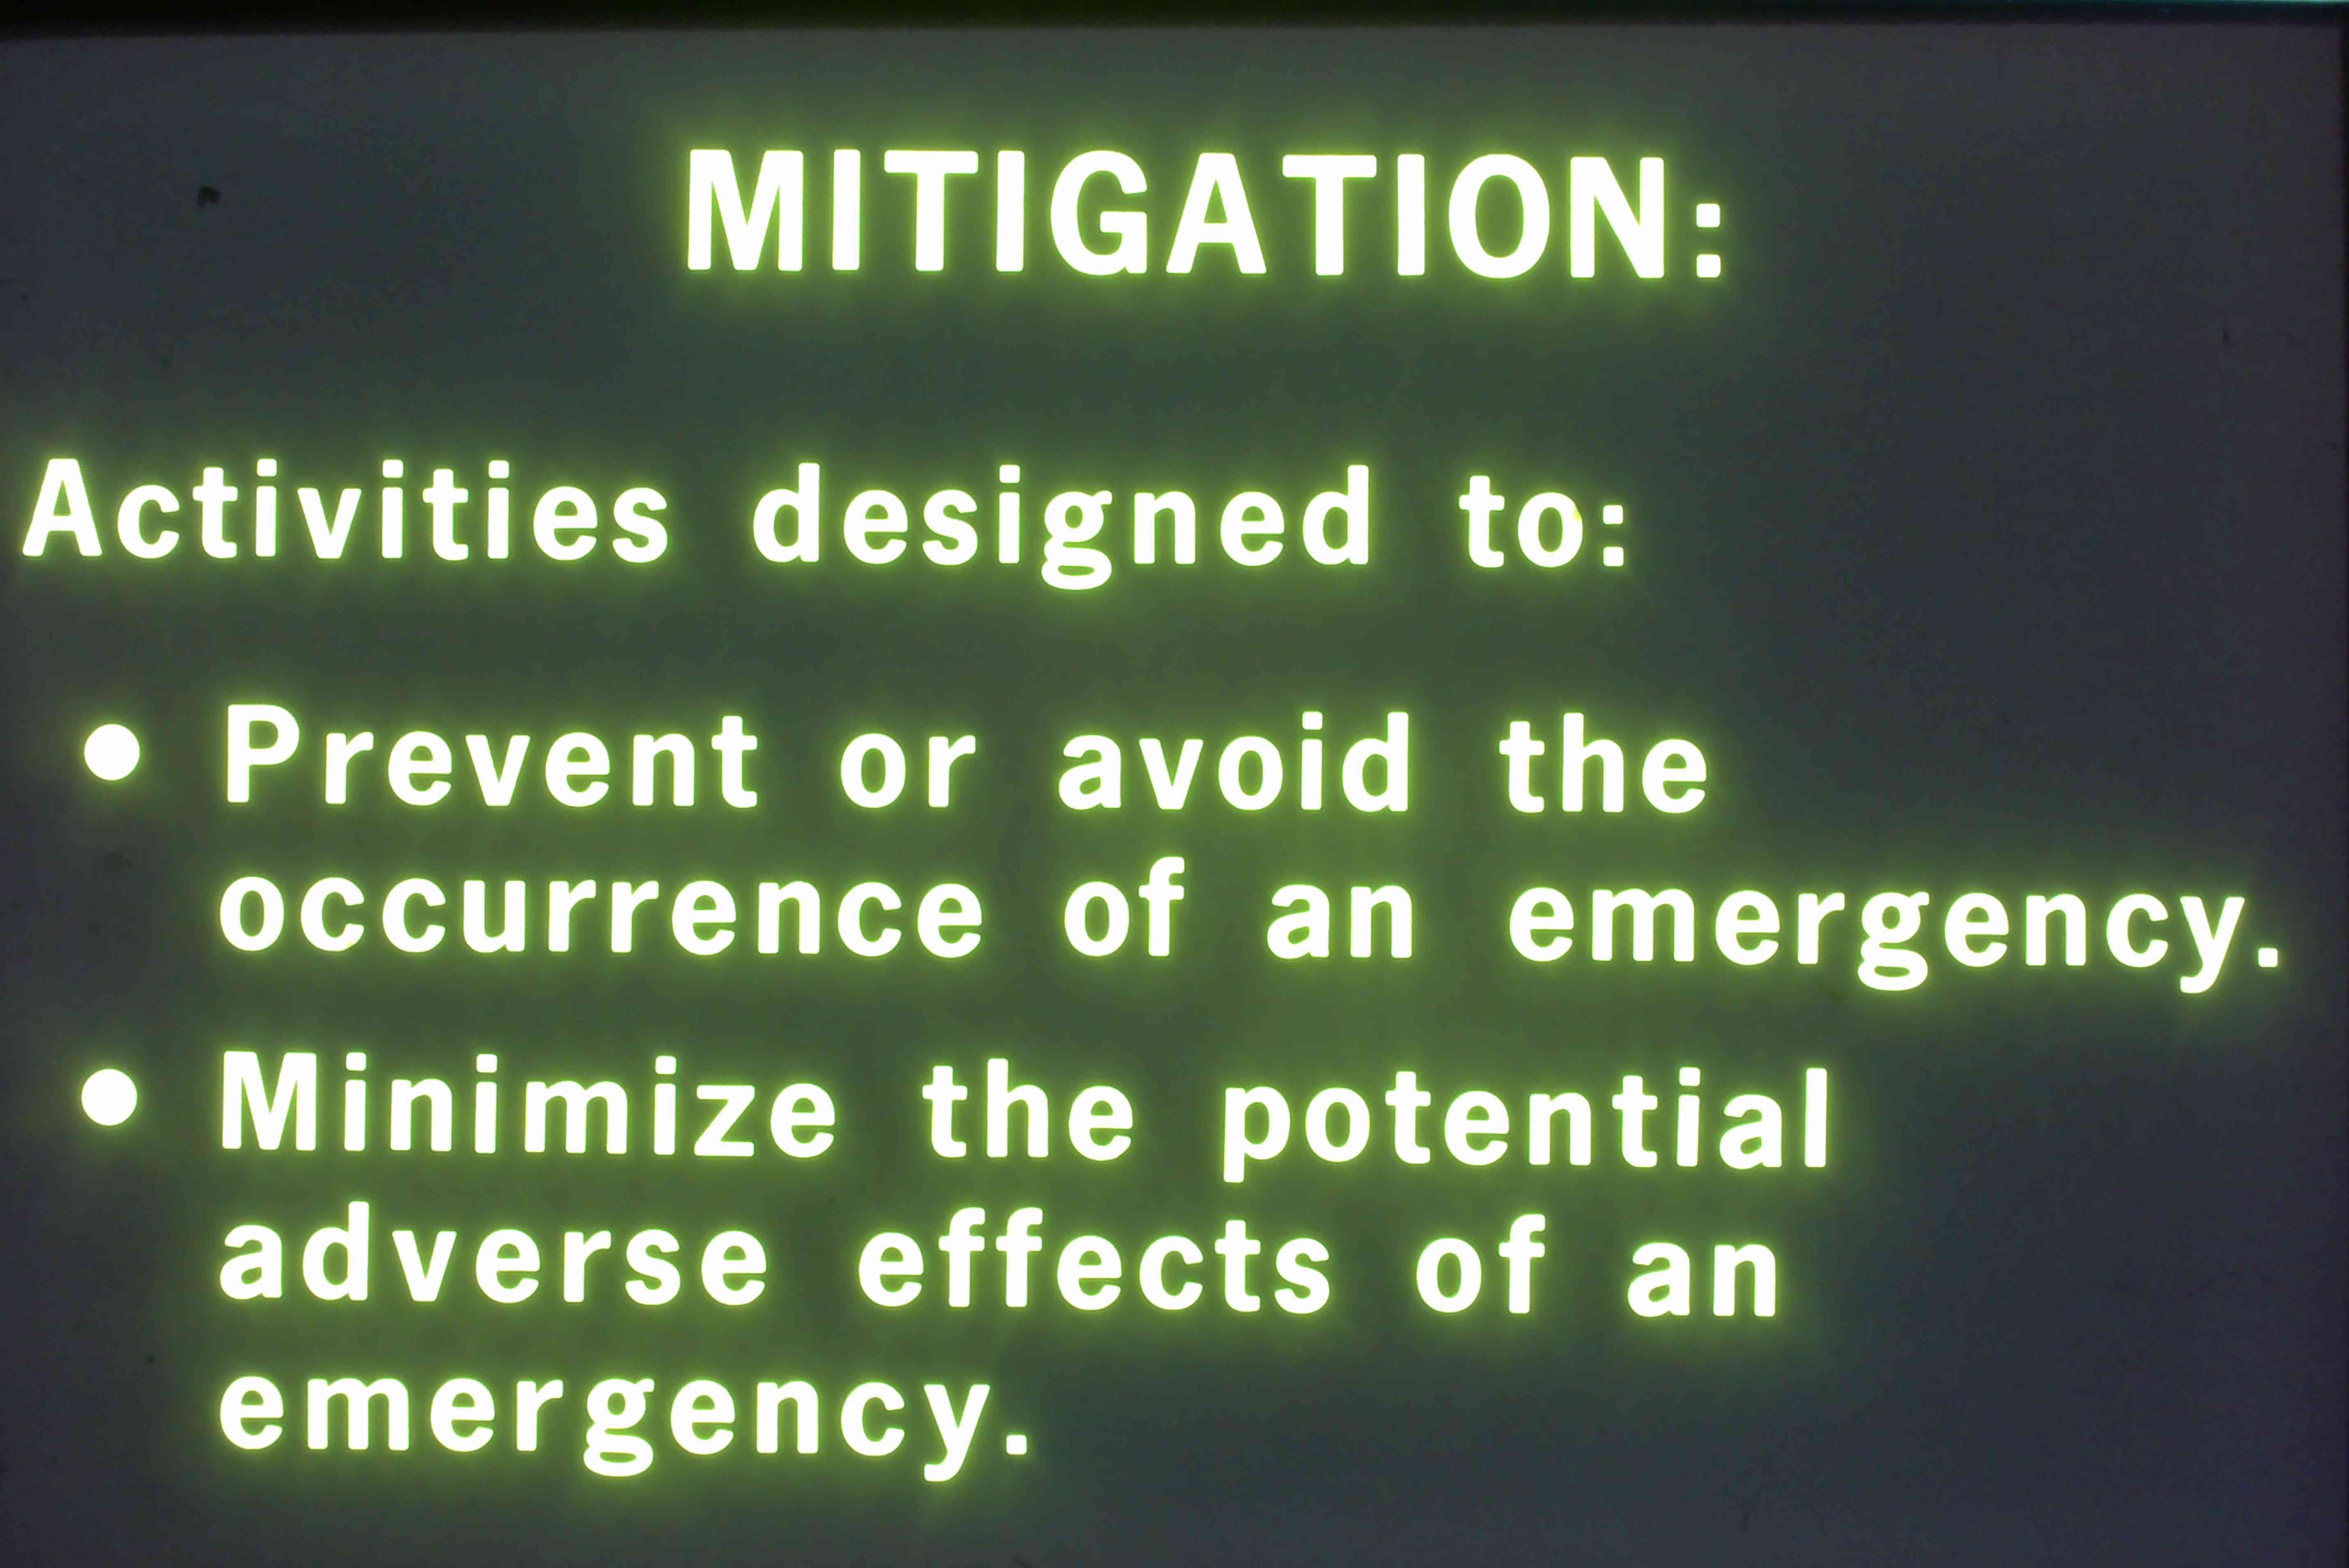 MITIGATION:
Activities designed to:
• Prevent or avoid the
occurrence of an emergency.
• Minimize the potential
adverse effects of an
emergency.